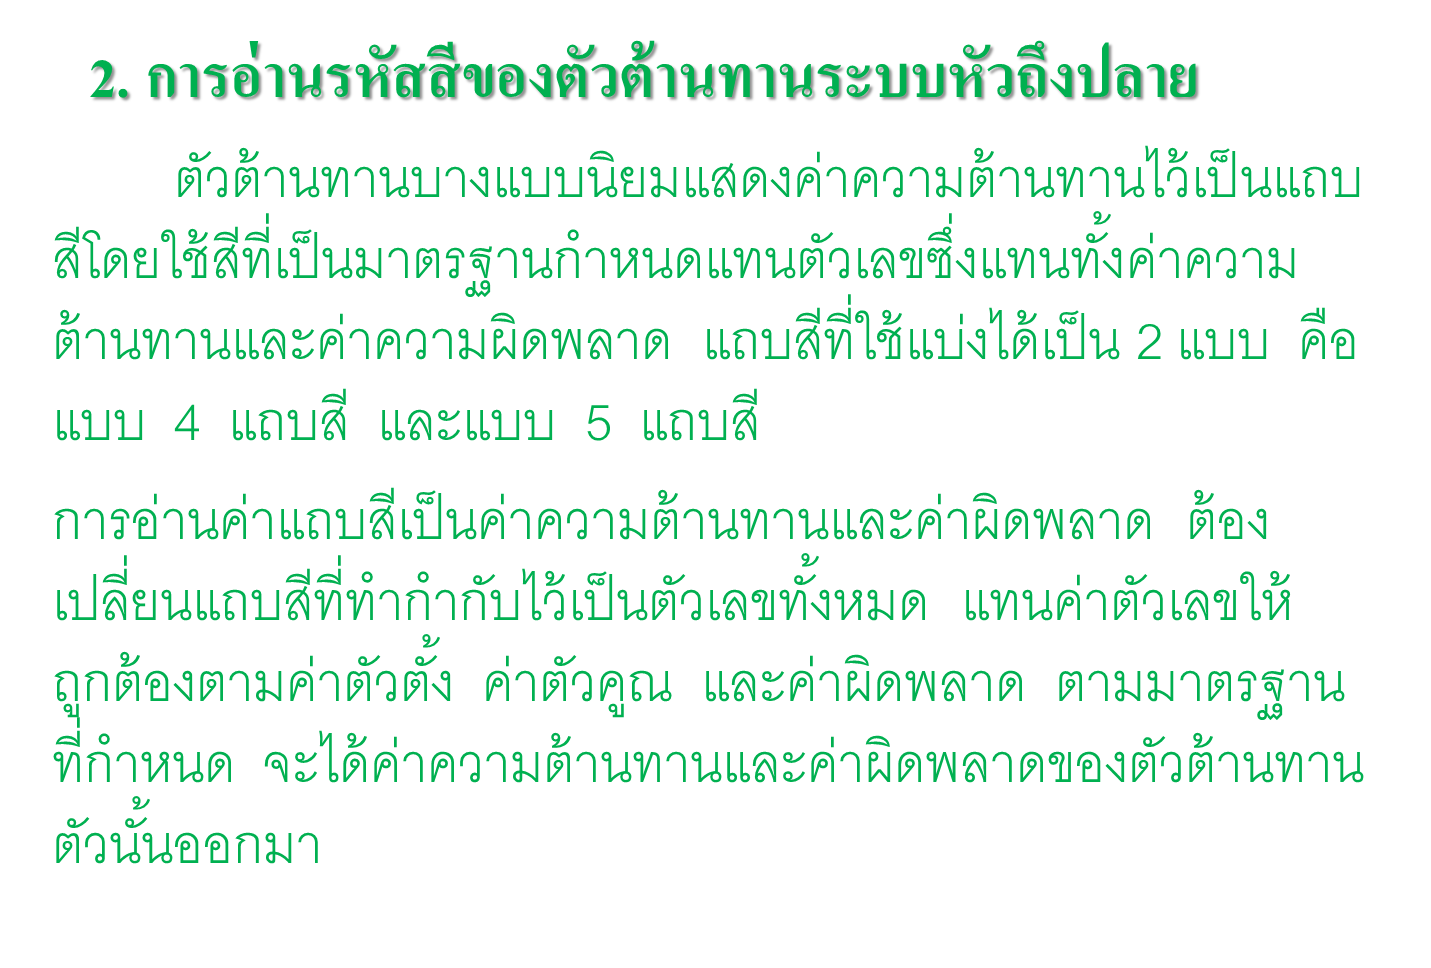 2. การอ่านรหัสสีของตัวต้านทานระบบหัวถึงปลาย
ตัวต้านทานบางแบบนิยมแสดงค่าความต้านทานไว้เป็นแถบ
สีโดยใช้สีที่เป็นมาตรฐานกำหนดแทนตัวเลขซึ่งแทนทั้งค่าความ
ต้านทานและค่าความผิดพลาด แถบสีที่ใช้แบ่งได้เป็น 2 แบบ คือ
แบบ 4 แถบสี และแบบ 5 แถบสี
การอ่านค่าแถบสีเป็นค่าความต้านทานและค่าผิดพลาด ต้อง
เปลี่ยนแถบสีที่ทำกำกับไว้เป็นตัวเลขทั้งหมด แทนค่าตัวเลขให้
ถูกต้องตามค่าตัวตั้ง ค่าตัวคูณ และค่าผิดพลาด ตามมาตรฐาน
ที่กำหนด จะได้ค่าความต้านทานและค่าผิดพลาดของตัวต้านทาน
ตัวนั้นออกมา